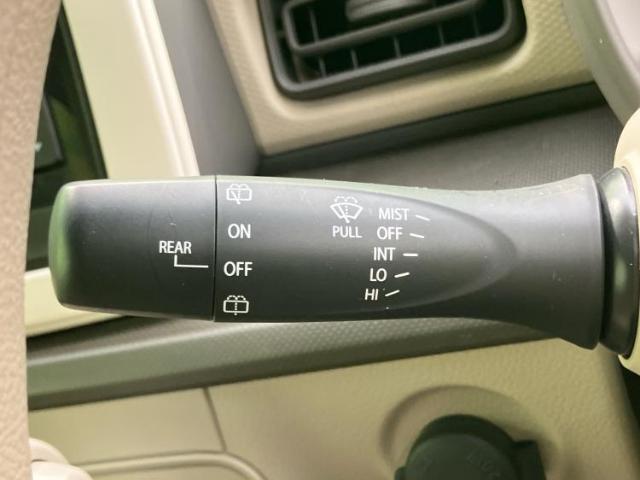 REAR
ON
OFF
PULL
MIST
OFF
INT
LO
HI